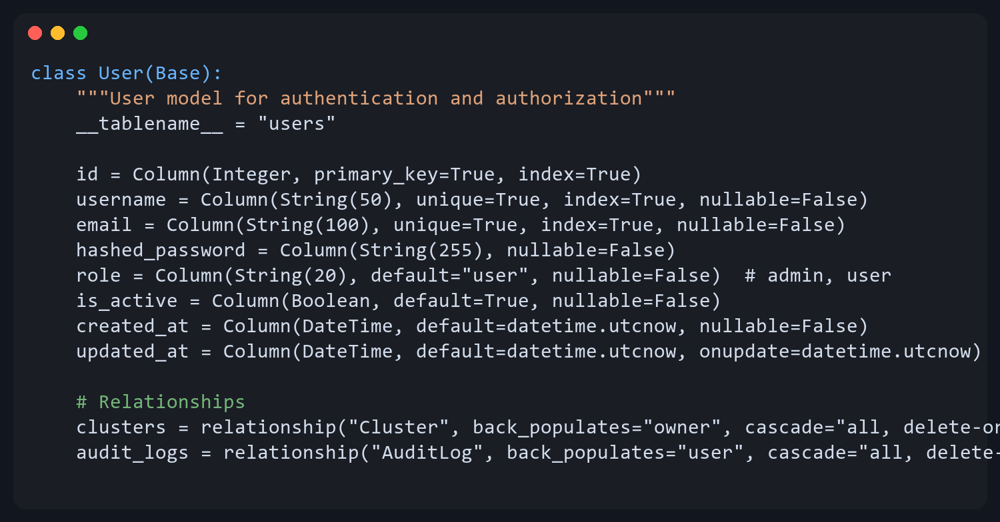 class User(Base):
    """User model for authentication and authorization"""
    __tablename__ = "users"

    id = Column(Integer, primary_key=True, index=True)
    username = Column(String(50), unique=True, index=True, nullable=False)
    email = Column(String(100), unique=True, index=True, nullable=False)
    hashed_password = Column(String(255), nullable=False)
    role = Column(String(20), default="user", nullable=False)  # admin, user
    is_active = Column(Boolean, default=True, nullable=False)
    created_at = Column(DateTime, default=datetime.utcnow, nullable=False)
    updated_at = Column(DateTime, default=datetime.utcnow, onupdate=datetime.utcnow)

    # Relationships
    clusters = relationship("Cluster", back_populates="owner", cascade="all, delete-or
    audit_logs = relationship("AuditLog", back_populates="user", cascade="all, delete-